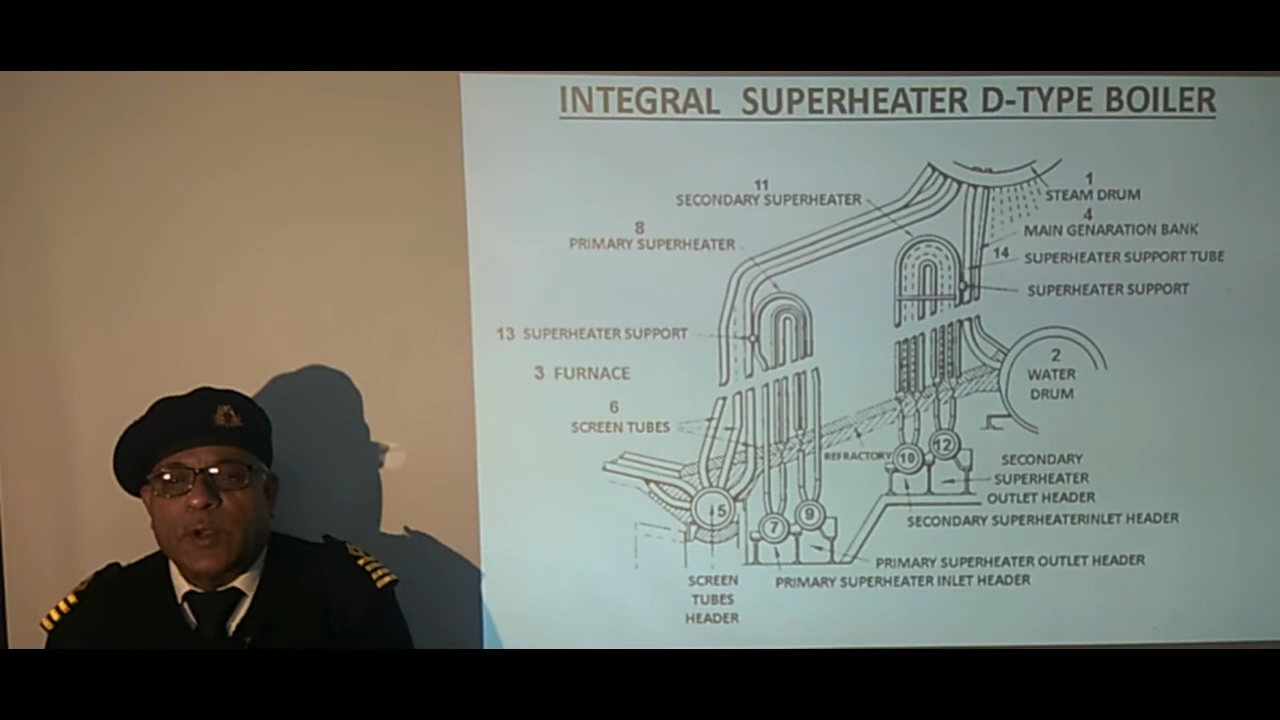 INTEGRAL SUPERHEATER D-TYPE BOILER
11
SECONDARY SUPERHEATER
1
STEAM DRUM
4
MAIN GENARATION BANK
8
PRIMARY SUPERHEATER
14
SUPERHEATER SUPPORT TUBE
SUPERHEATER SUPPORT
13 SUPERHEATER SUPPORT
3 FURNACE
2
WATER
DRUM
6
SCREEN TUBES
REFRACTORY
10
12
SECONDARY
SUPERHEATER
OUTLET HEADER
5
7
9
SECONDARY SUPERHEATERINLET HEADER
PRIMARY SUPERHEATER OUTLET HEADER
PRIMARY SUPERHEATER INLET HEADER
SCREEN
TUBES
HEADER